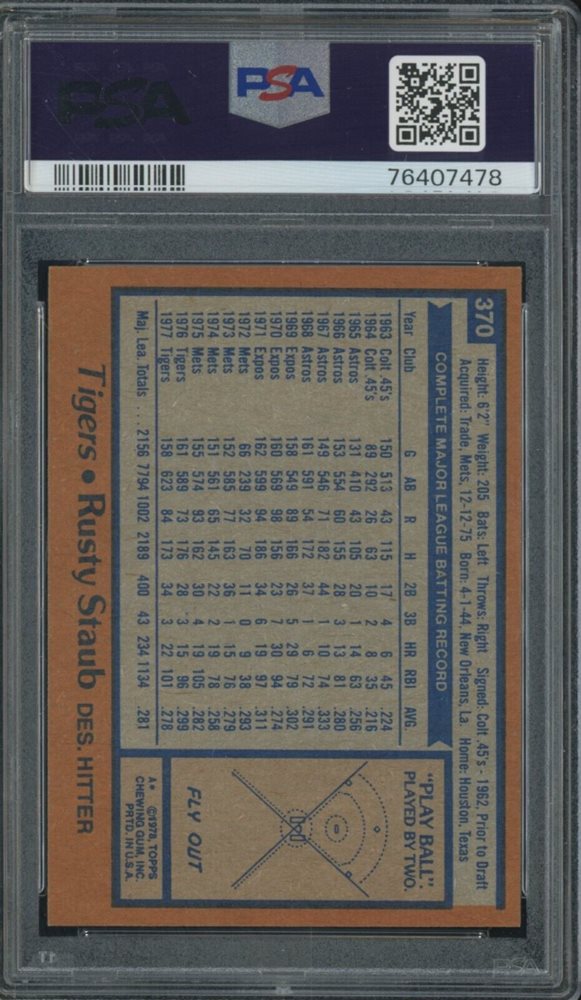 PSA
PSA
76407478
370
Height: 6'2" Weight: 205 Bats: Left Throws: Right Signed: Colt .45's - 1962, Prior to Draft
Acquired: Trade, Mets, 12-12-75 Born: 4-1-44, New Orleans, La. Home: Houston, Texas
COMPLETE MAJOR LEAGUE BATTING RECORD
Year Club G AB R H 2B 3B HR RBI AVG
1963 Colt .45's 150 513 43 115 17 4 6 45 .224
1964 Colt .45's 89 292 26 63 10 2 8 35 .216
1965 Astros 131 410 43 105 20 1 14 63 .256
1966 Astros 153 554 60 155 28 3 13 81 .280
1967 Astros 149 546 71 182 44 1 10 74 .333
1968 Astros 161 591 54 172 37 1 6 72 .291
1969 Expos 158 549 89 166 26 5 29 79 .302
1970 Expos 160 569 98 156 23 7 30 94 .274
1971 Expos 162 599 94 186 34 6 19 97 .311
1972 Mets 66 239 32 70 11 0 9 38 .293
1973 Mets 152 585 77 163 36 1 15 76 .279
1974 Mets 151 561 65 145 22 2 19 78 .258
1975 Mets 155 574 93 162 30 4 19 105 .282
1976 Tigers 161 589 73 176 28 3 15 96 .299
1977 Tigers 158 623 84 173 34 3 22 101 .278
Maj. Lea. Totals . . . 2156 7794 1002 2189 400 43 234 1134 .281
"PLAY BALL".
PLAYED BY TWO.
FLY OUT
A* ©1978, TOPPS
CHEWING GUM, INC.
PRTD. IN U.S.A.
Tigers • Rusty Staub DES. HITTER